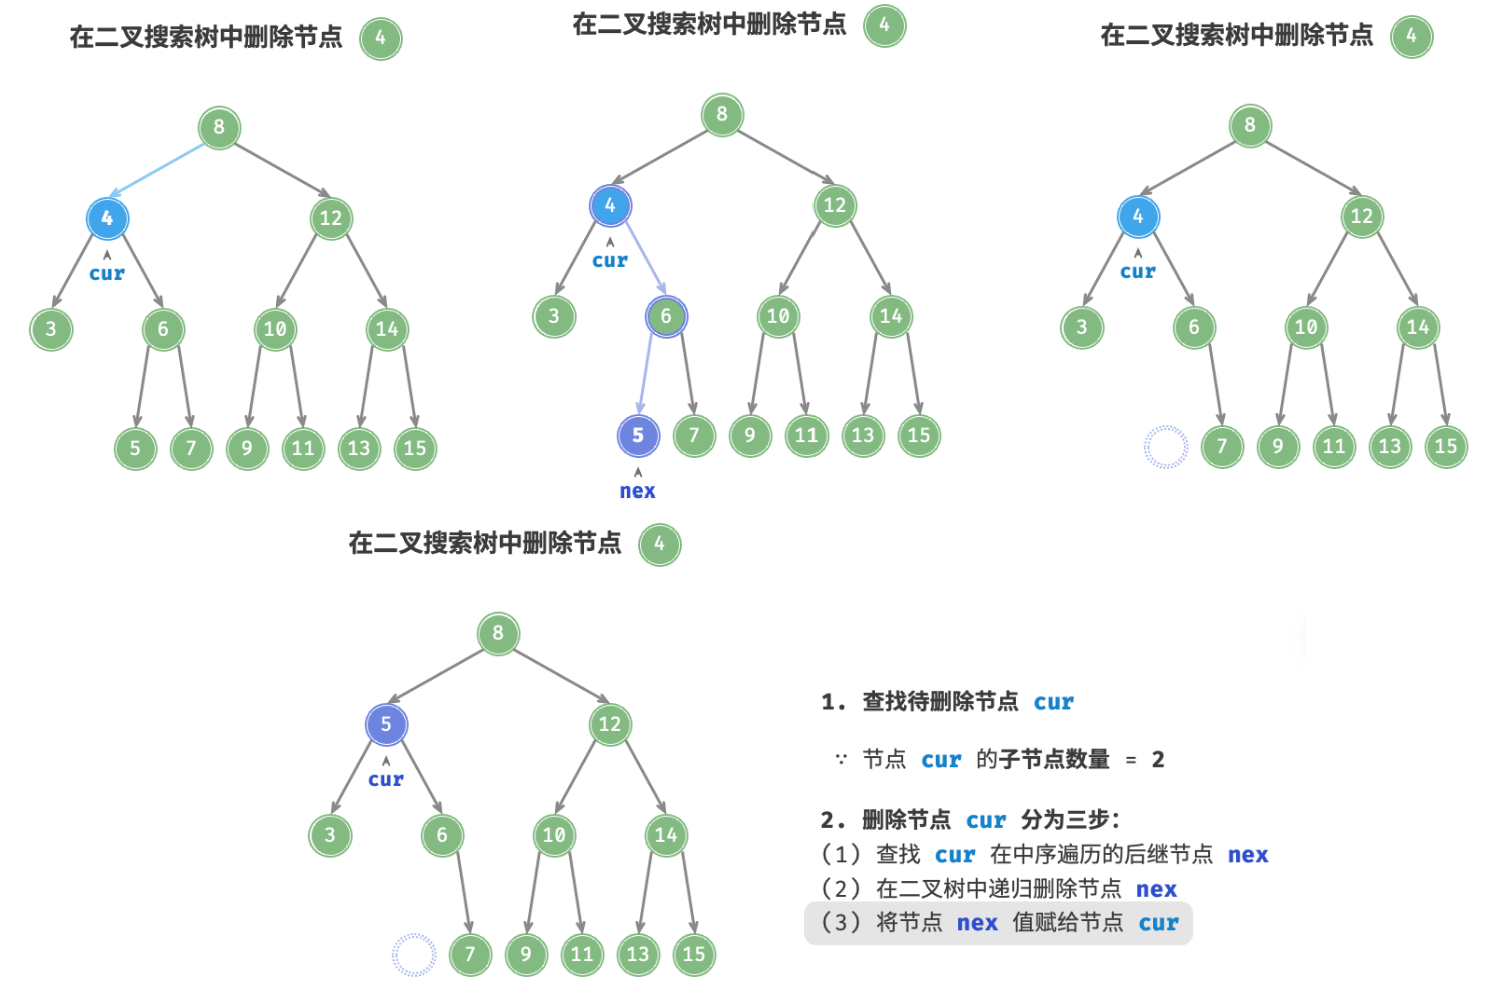 在二叉搜索树中删除节点 4
8
4 12
cur
3 6 10 14
5 7 9 11 13 15
在二叉搜索树中删除节点 4
8
4 12
cur
3 6 10 14
5 7 9 11 13 15
nex
在二叉搜索树中删除节点 4
8
4 12
cur
3 6 10 14
7 9 11 13 15
在二叉搜索树中删除节点 4
8
5 12
cur
3 6 10 14
7 9 11 13 15
1. 查找待删除节点 cur
∵ 节点 cur 的子节点数量 = 2
2. 删除节点 cur 分为三步：
(1) 查找 cur 在中序遍历的后继节点 nex
(2) 在二叉树中递归删除节点 nex
(3) 将节点 nex 值赋给节点 cur